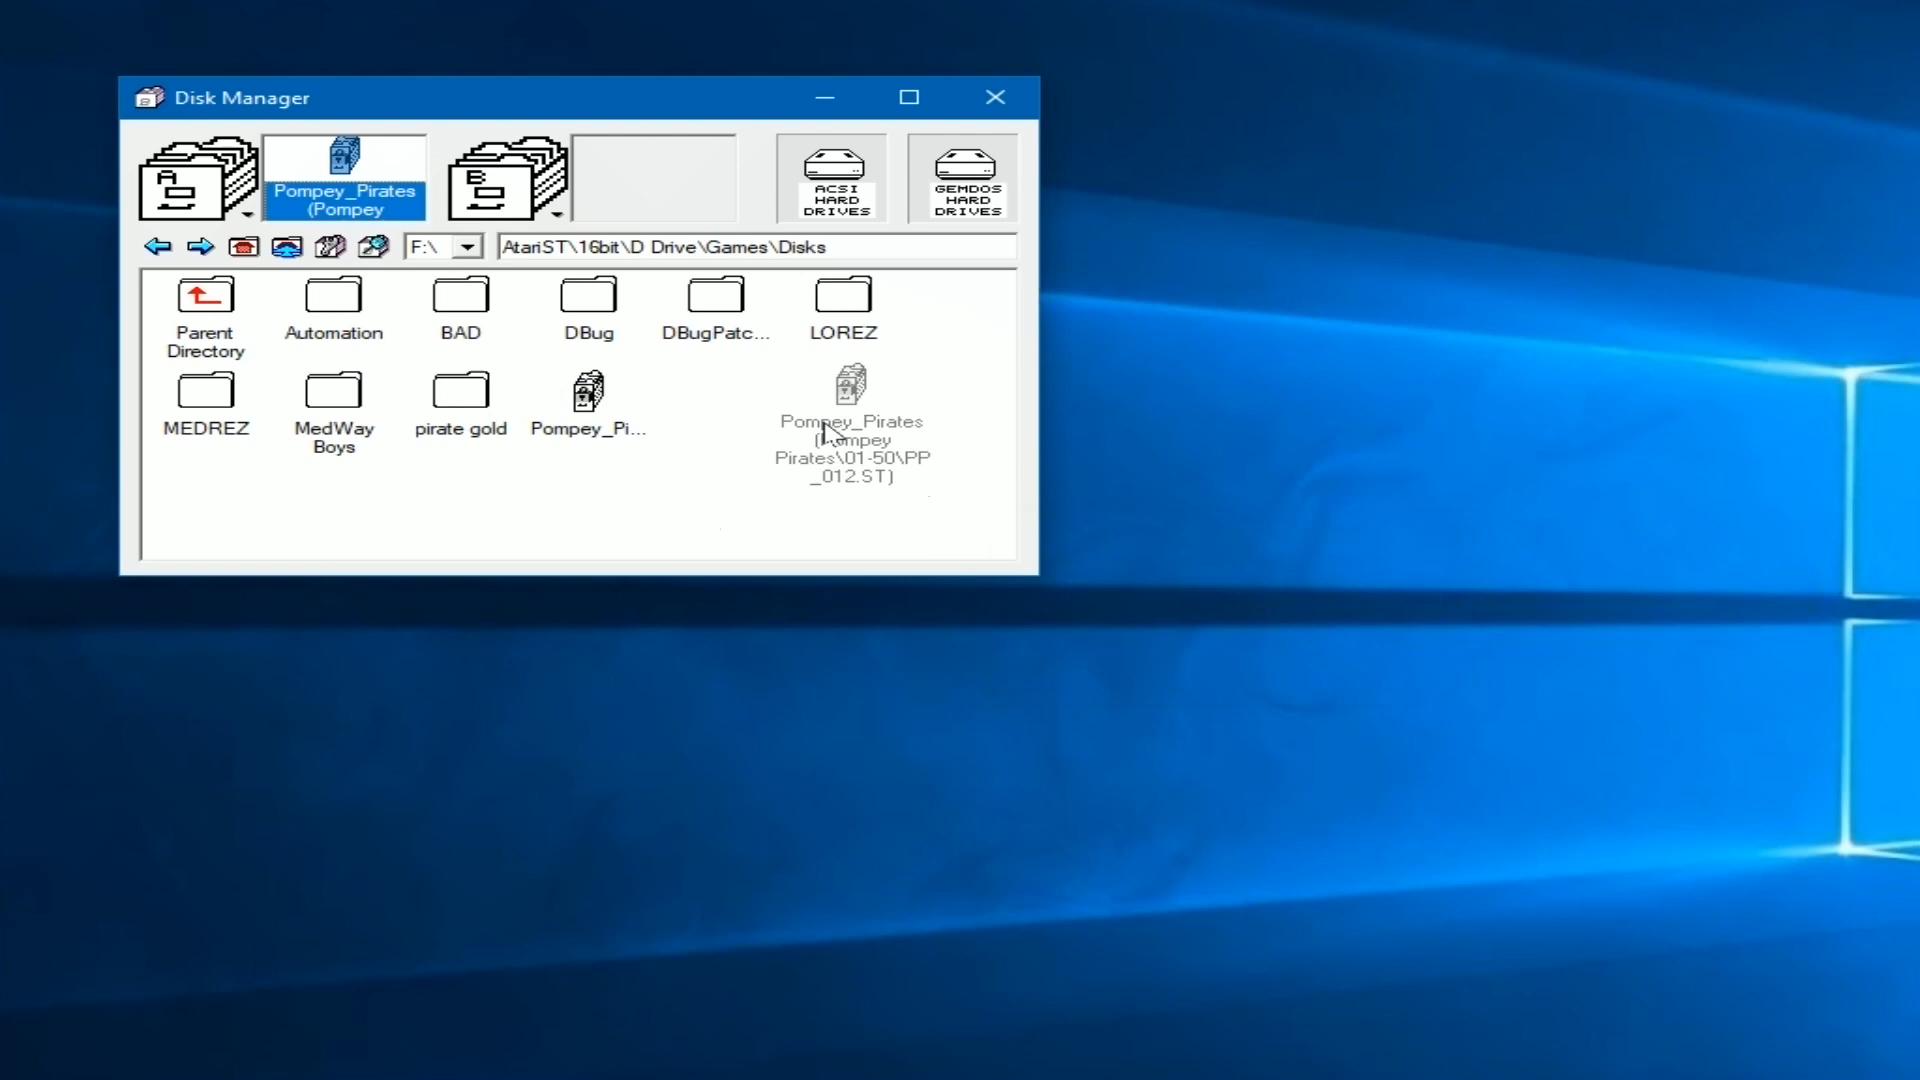 Disk Manager
A
Pompey_Pirates
(Pompey
B
ACSI
HARD
DRIVES
GEMDOS
HARD
DRIVES
F:\
AtariST\16bit\D Drive\Games\Disks
Parent
Directory
Automation
BAD
DBug
DBugPatc...
LOREZ
MEDREZ
MedWay
Boys
pirate gold
Pompey_Pi...
Pompey_Pirates
(Pompey
Pirates\01-50\PP
_012.ST)